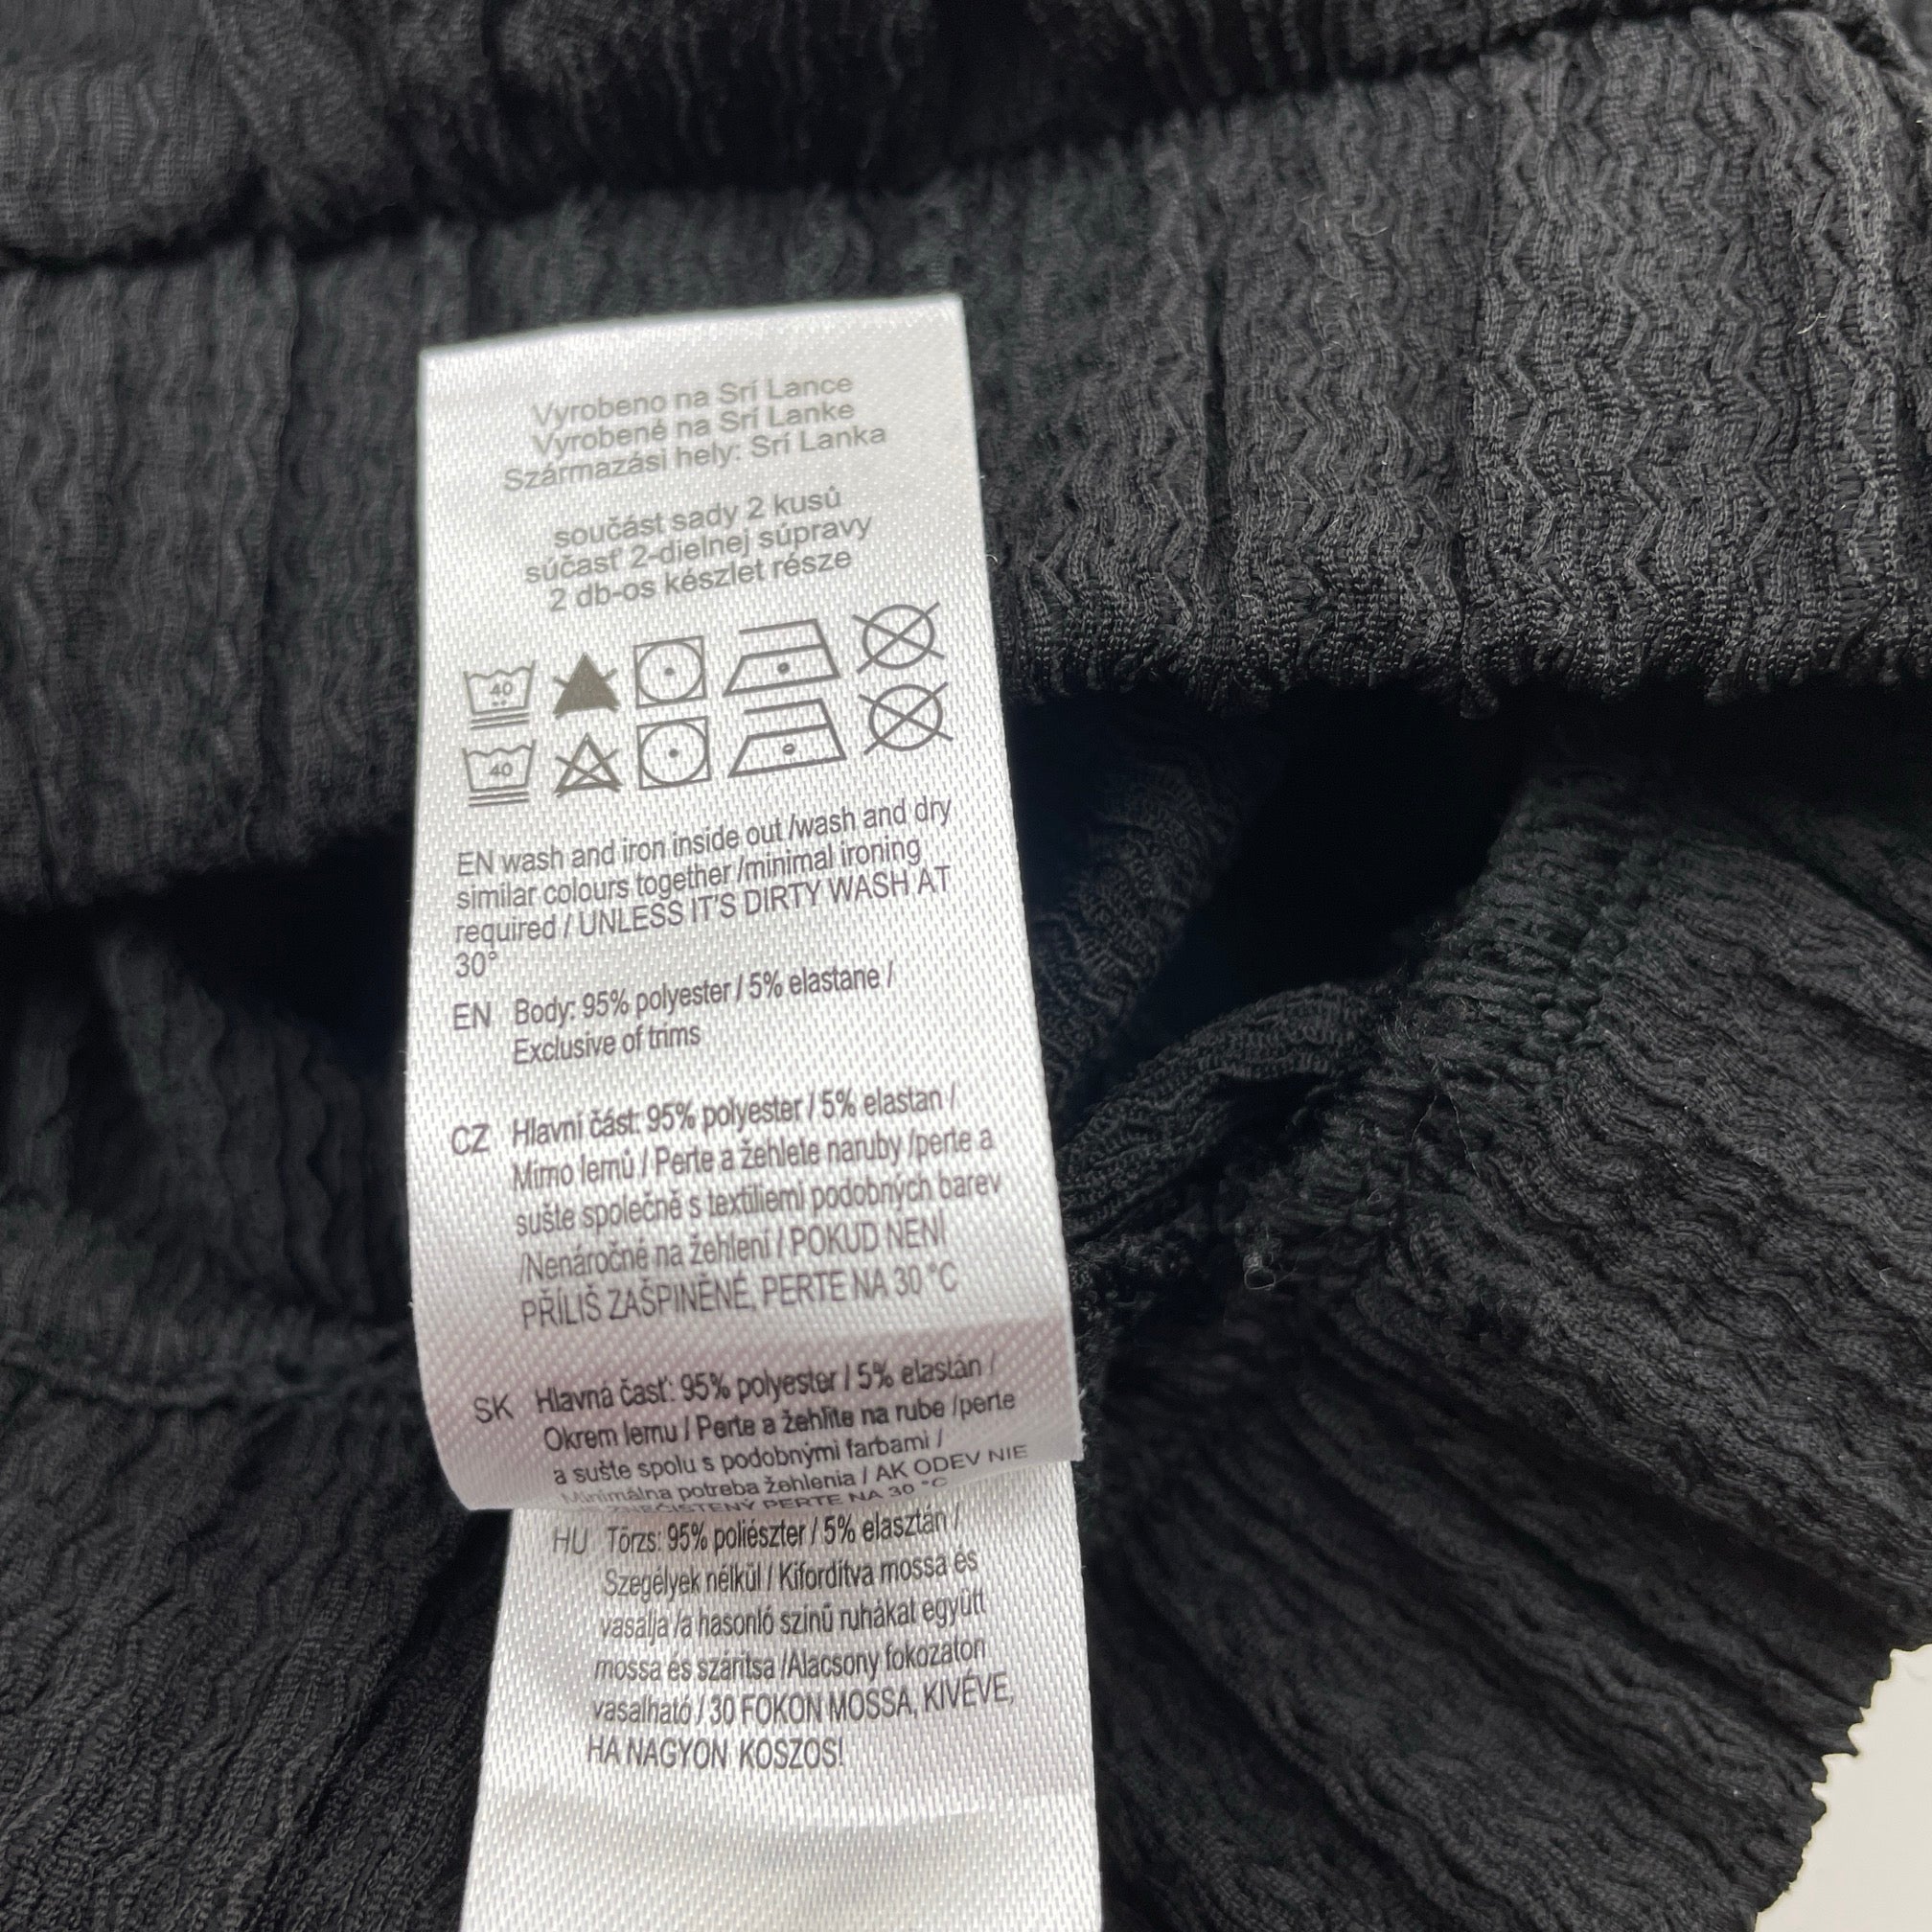 Vyrobeno na Srí Lance
Vyrobené na Srí Lanke
Származási hely: Srí Lanka
součást sady 2 kusů
súčasť 2-dielnej súpravy
2 db-os készlet része
40
40
EN wash and iron inside out /wash and dry
similar colours together /minimal ironing
required / UNLESS IT'S DIRTY WASH AT
30°
EN Body: 95% polyester / 5% elastane /
Exclusive of trims
CZ Hlavní část: 95% polyester / 5% elastan /
Mimo lemů / Perte a žehlete naruby /perte a
sušte společně s textiliemi podobných barev
/Nenáročné na žehlení / POKUD NENÍ
PŘÍLIŠ ZAŠPINĚNÉ, PERTE NA 30 °C
SK Hlavná časť: 95% polyester / 5% elastán /
Okrem lemu / Perte a žehlite na rube /perte
a sušte spolu s podobnými farbami /
Minimálna potreba žehlenia / AK ODEV NIE
ZNEČISTENÝ PERTE NA 30 °C
HU Törzs: 95% poliészter / 5% elasztán /
Szegélyek nélkül / Kifordítva mossa és
vasalja /a hasonló színű ruhákat együtt
mossa és szárítsa /Alacsony fokozaton
vasalható / 30 FOKON MOSSA, KIVÉVE,
HA NAGYON KOSZOS!